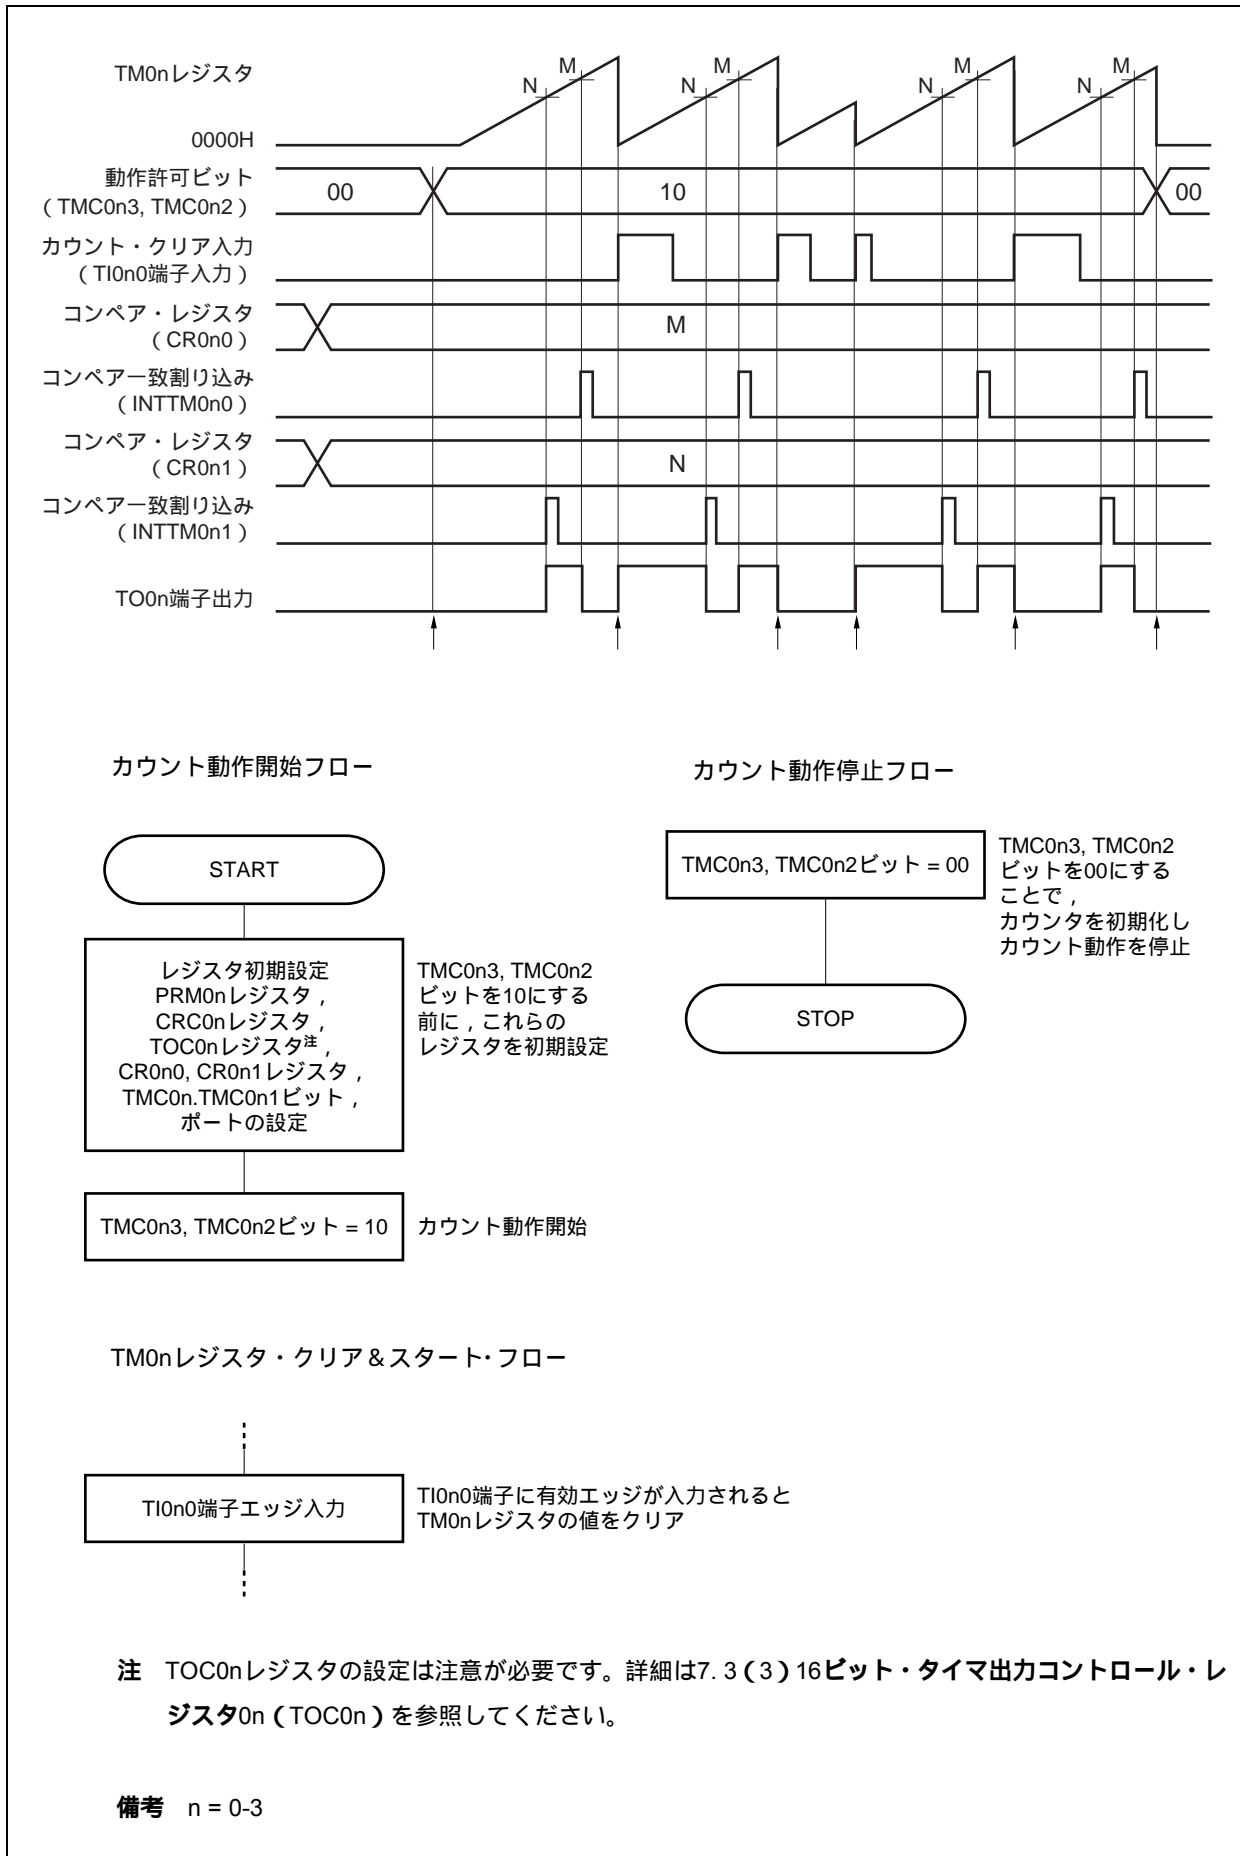 TM0nレジスタ
N M N M N M N M
0000H
動作許可ビット
(TMC0n3, TMC0n2)
00 10 00
カウント・クリア入力
(TI0n0端子入力)
コンペア・レジスタ
(CR0n0)
M
コンペア一致割り込み
(INTTM0n0)
コンペア・レジスタ
(CR0n1)
N
コンペア一致割り込み
(INTTM0n1)
TO0n端子出力
カウント動作開始フロー
START
レジスタ初期設定
PRM0nレジスタ,
CRC0nレジスタ,
TOC0nレジスタ注,
CR0n0, CR0n1レジスタ,
TMC0n.TMC0n1ビット,
ポートの設定
TMC0n3, TMC0n2
ビットを10にする
前に,これらの
レジスタを初期設定
TMC0n3, TMC0n2ビット = 10
カウント動作開始
カウント動作停止フロー
TMC0n3, TMC0n2ビット = 00
TMC0n3, TMC0n2
ビットを00にする
ことで,
カウンタを初期化し
カウント動作を停止
STOP
TM0nレジスタ・クリア&スタート・フロー
TI0n0端子エッジ入力
TI0n0端子に有効エッジが入力されると
TM0nレジスタの値をクリア
注 TOC0nレジスタの設定は注意が必要です。詳細は7. 3(3)16ビット・タイマ出力コントロール・レ
ジスタ0n(TOC0n)を参照してください。
備考 n = 0-3